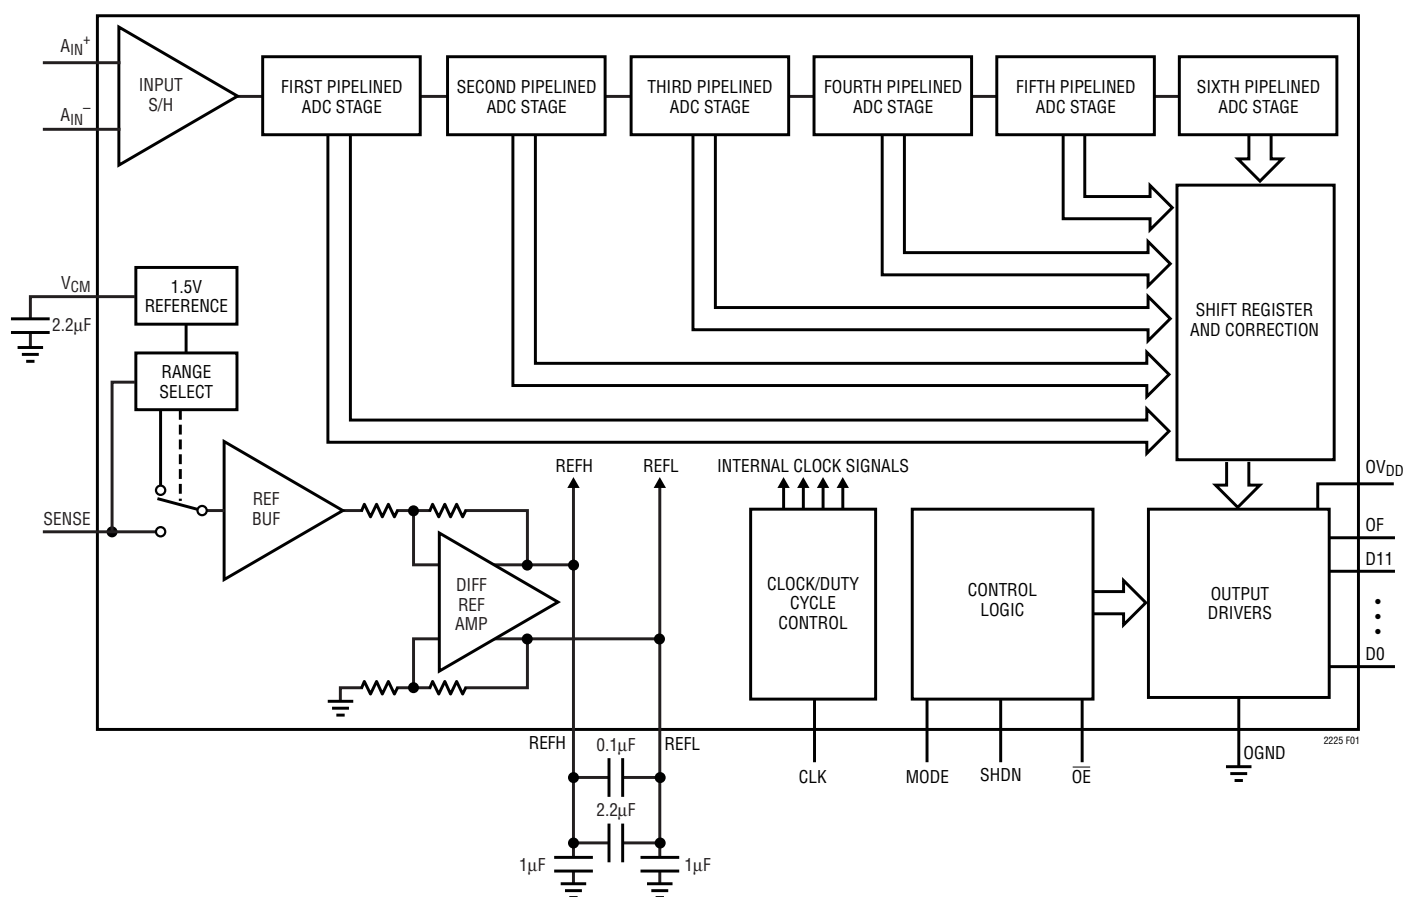 AIN+
AIN–
INPUT
S/H
FIRST PIPELINED
ADC STAGE
SECOND PIPELINED
ADC STAGE
THIRD PIPELINED
ADC STAGE
FOURTH PIPELINED
ADC STAGE
FIFTH PIPELINED
ADC STAGE
SIXTH PIPELINED
ADC STAGE
VCM
2.2µF
1.5V
REFERENCE
RANGE
SELECT
SHIFT REGISTER
AND CORRECTION
SENSE
REF
BUF
REFH
REFL
INTERNAL CLOCK SIGNALS
DIFF
REF
AMP
CLOCK/DUTY
CYCLE
CONTROL
CONTROL
LOGIC
OUTPUT
DRIVERS
OVDD
OF
D11
•
•
•
D0
REFH
0.1µF
REFL
2.2µF
1µF
1µF
CLK
MODE
SHDN
O̅E̅
OGND
2225 F01